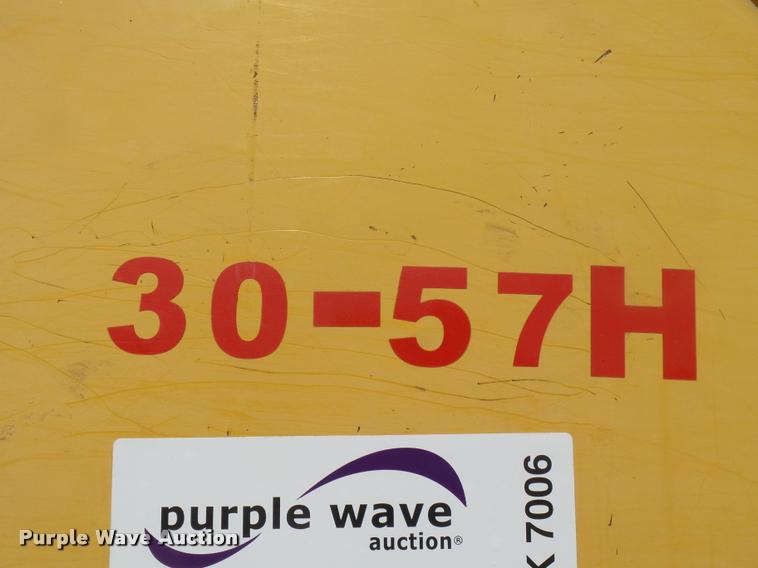 30-57H
purple wave
auction®
K 7006
Purple Wave Auction